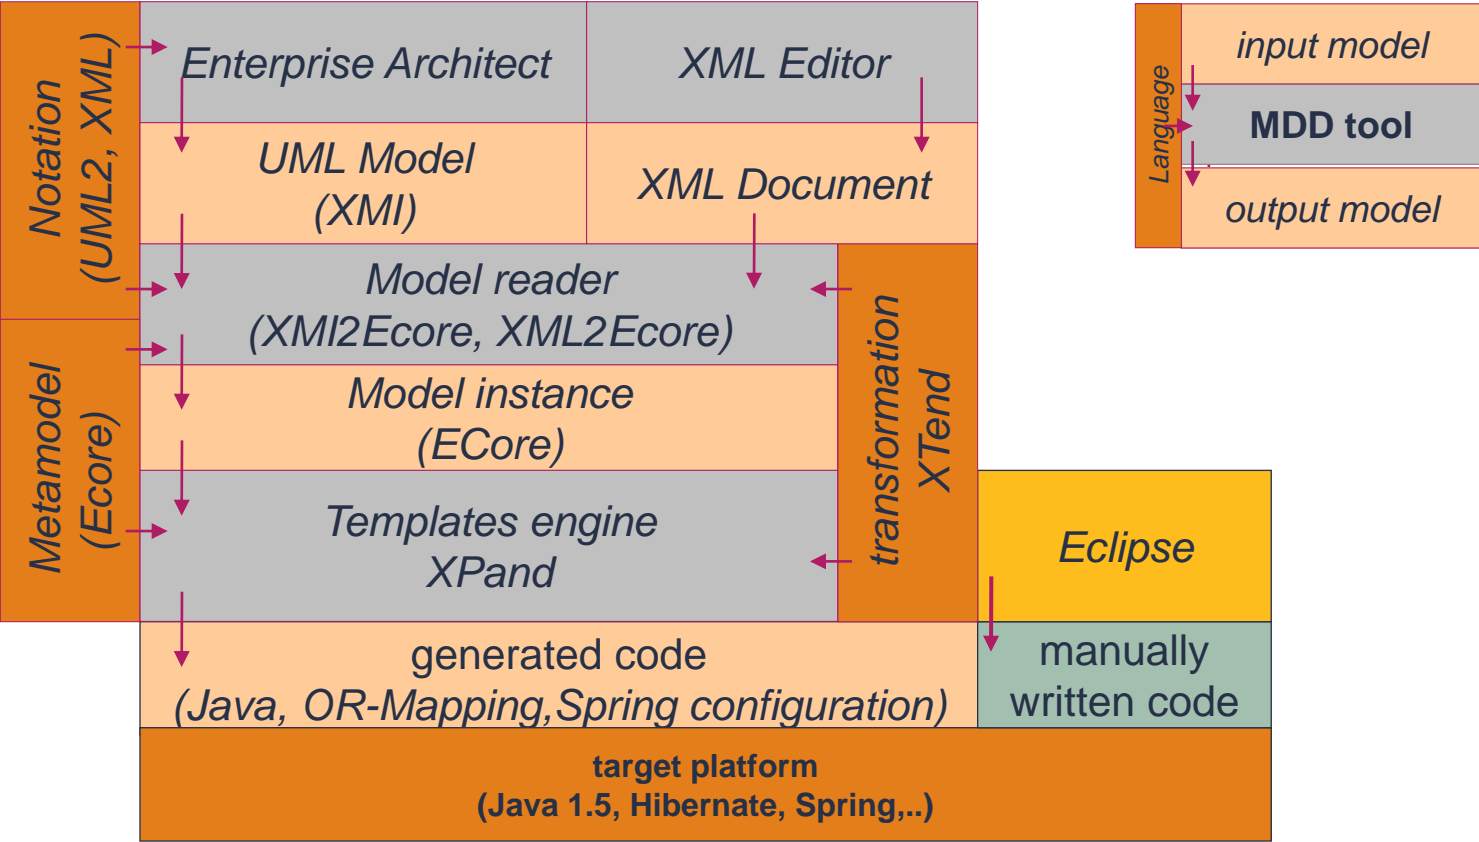 Notation
(UML2, XML)
Enterprise Architect
XML Editor
UML Model
(XMI)
XML Document
Model reader
(XMI2Ecore, XML2Ecore)
Metamodel
(Ecore)
Model instance
(ECore)
transformation
XTend
Templates engine
XPand
Eclipse
generated code
(Java, OR-Mapping,Spring configuration)
manually
written code
target platform
(Java 1.5, Hibernate, Spring,..)
Language
input model
MDD tool
output model